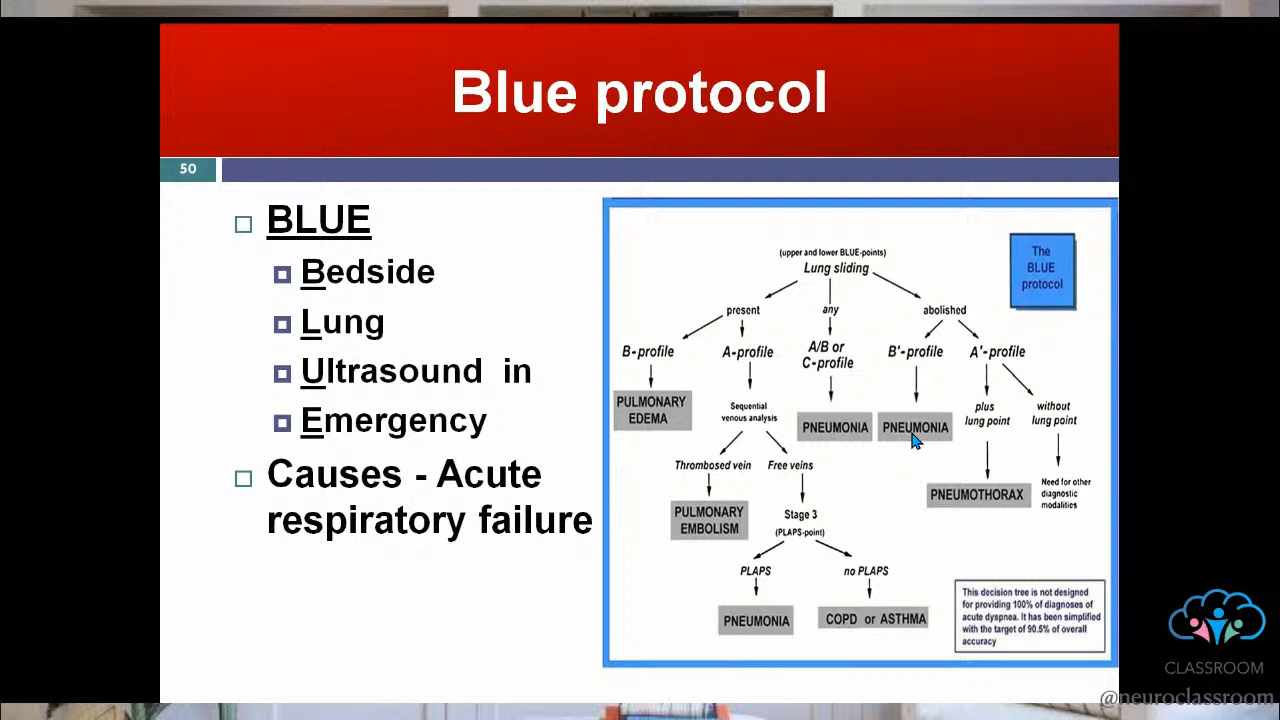 Blue protocol
50
BLUE
Bedside
Lung
Ultrasound in
Emergency
Causes - Acute
respiratory failure
(upper and lower BLUE-points)
Lung sliding
The
BLUE
protocol
present
any
abolished
B-profile
A-profile
A/B or
C-profile
B'-profile
A'-profile
PULMONARY
EDEMA
Sequential
venous analysis
PNEUMONIA
PNEUMONIA
plus
lung point
without
lung point
Thrombosed vein
Free veins
PNEUMOTHORAX
Need for other
diagnostic
modalities
PULMONARY
EMBOLISM
Stage 3
(PLAPS-point)
PLAPS
no PLAPS
PNEUMONIA
COPD or ASTHMA
This decision tree is not designed
for providing 100% of diagnoses of
acute dyspnea. It has been simplified
with the target of 90.5% of overall
accuracy
CLASSROOM
@neuroclassroom